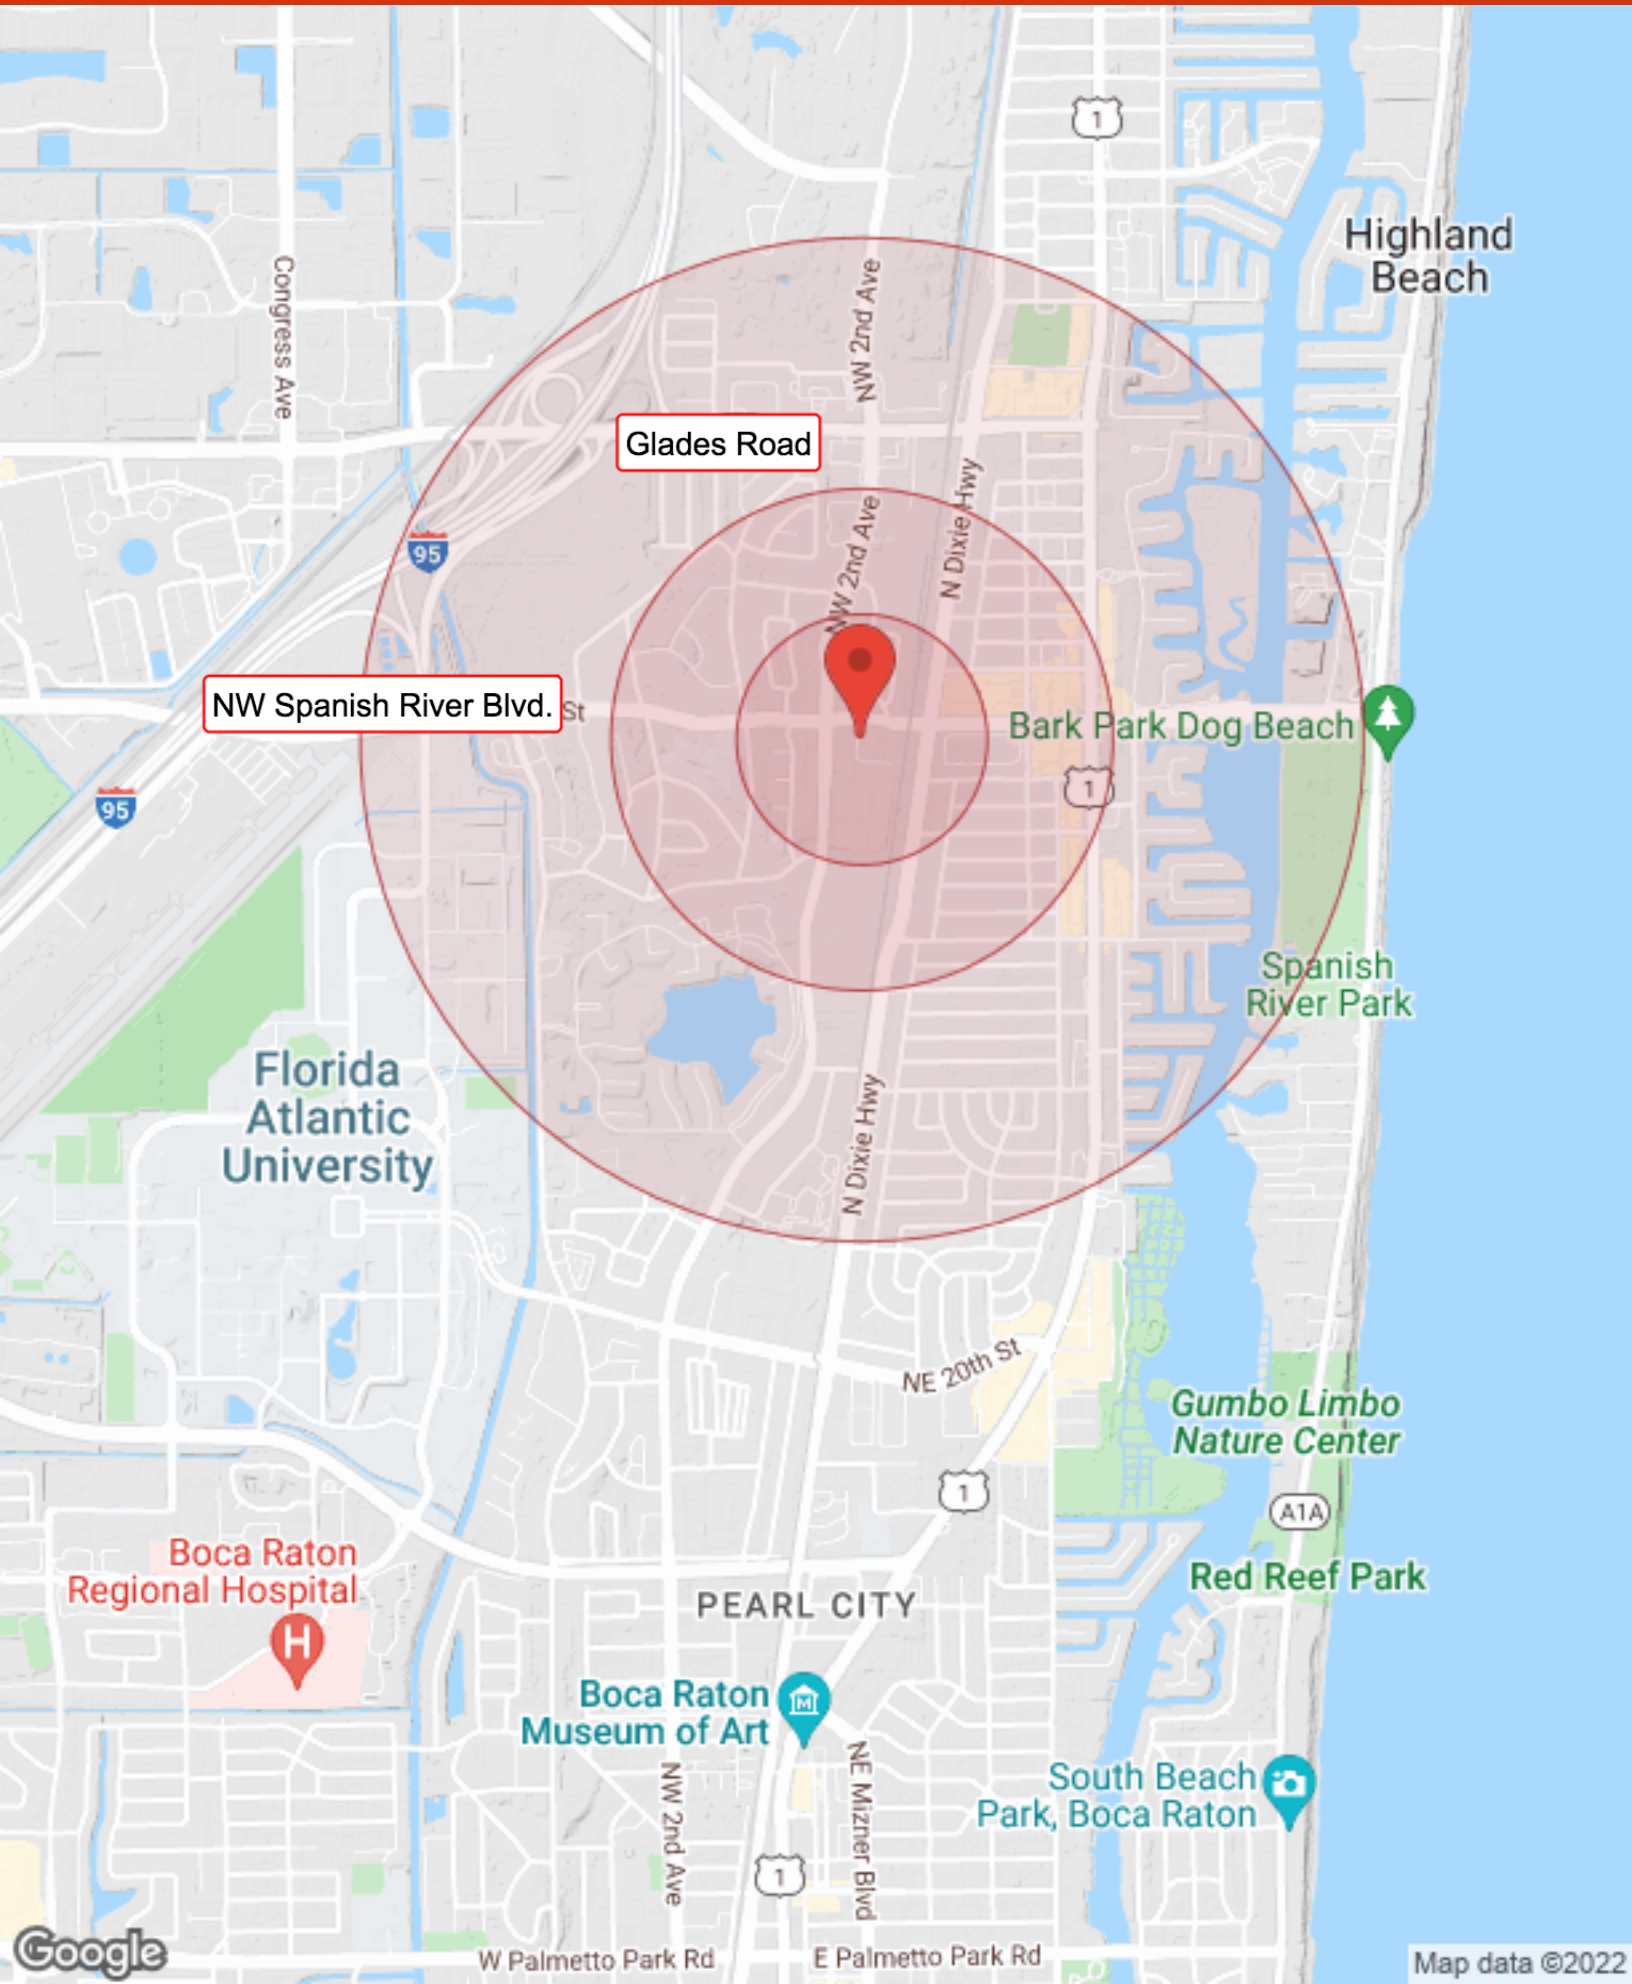 1
Highland
Beach
Congress Ave
NW 2nd Ave
Glades Road
NW 2nd Ave
N Dixie Hwy
95
NW Spanish River Blvd.
St
Bark Park Dog Beach
1
95
Spanish
River Park
Florida
Atlantic
University
N Dixie Hwy
NE 20th St
Gumbo Limbo
Nature Center
1
A1A
Boca Raton
Regional Hospital
H
Red Reef Park
PEARL CITY
Boca Raton
Museum of Art
M
NW 2nd Ave
NE Mizner Blvd
South Beach
Park, Boca Raton
1
Google
W Palmetto Park Rd
E Palmetto Park Rd
Map data ©2022